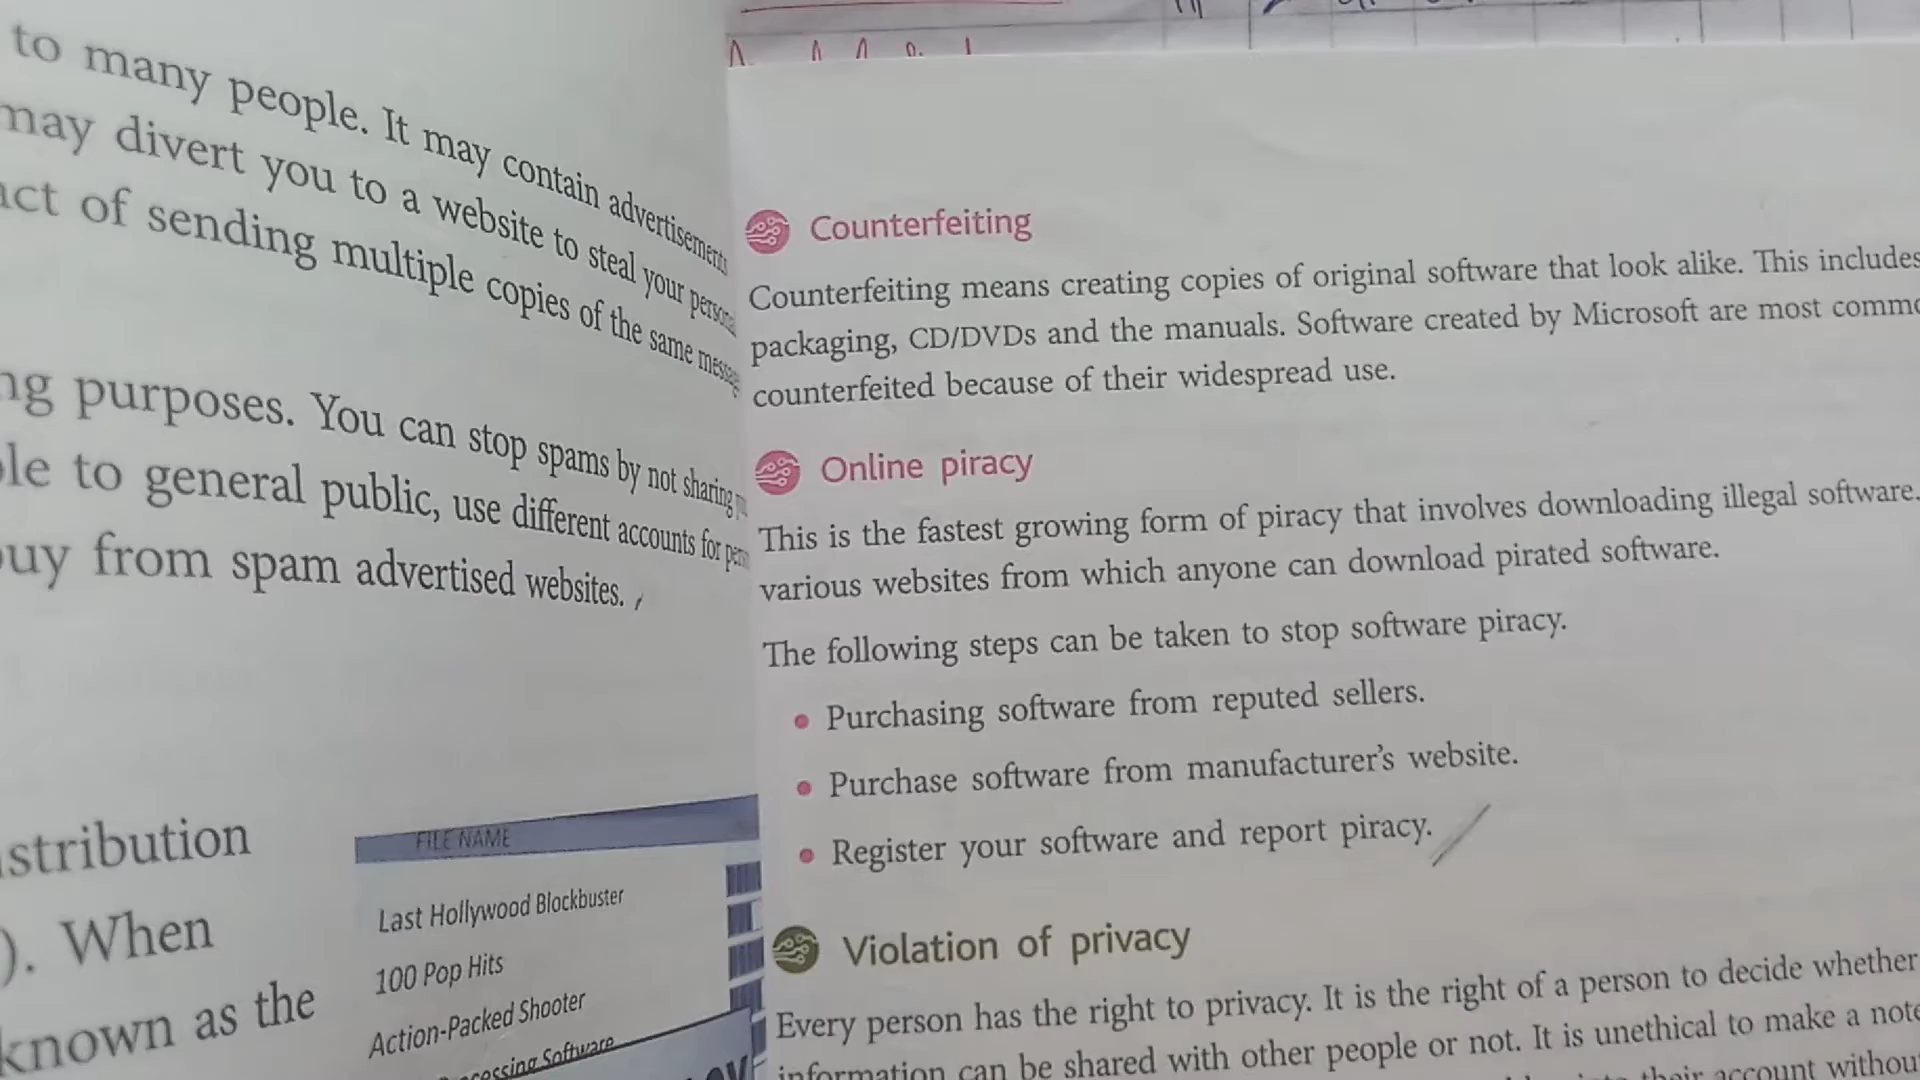 to many people. It may contain advertisements
may divert you to a website to steal your
act of sending multiple copies of the same
purposes. You can stop spams by not sharing
to general public, use different accounts for
from spam advertised websites.
When
known as the
FILE NAME
Last Hollywood Blockbuster
100 Pop Hits
Action-Packed Shooter
Software
Counterfeiting
Counterfeiting means creating copies of original software that look alike. This includes
packaging, CD/DVDs and the manuals. Software created by Microsoft are most
counterfeited because of their widespread use.
Online piracy
This is the fastest growing form of piracy that involves downloading illegal software.
various websites from which anyone can download pirated software.
The following steps can be taken to stop software piracy.
• Purchasing software from reputed sellers.
• Purchase software from manufacturer's website.
• Register your software and report piracy.
Violation of privacy
Every person has the right to privacy. It is the right of a person to decide whether
information can be shared with other people or not. It is unethical to make a note
their account